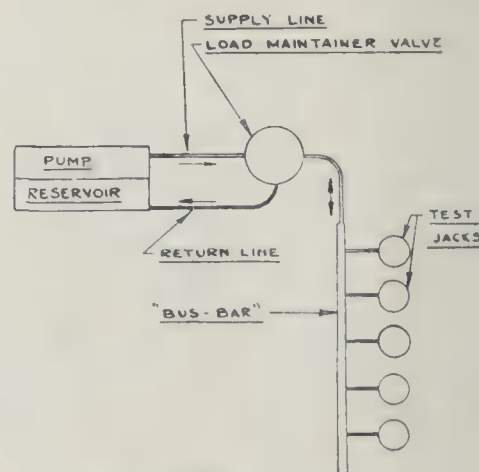 SUPPLY LINE
LOAD MAINTAINER VALVE
PUMP
RESERVOIR
RETURN LINE
TEST
JACKS
"BUS-BAR"